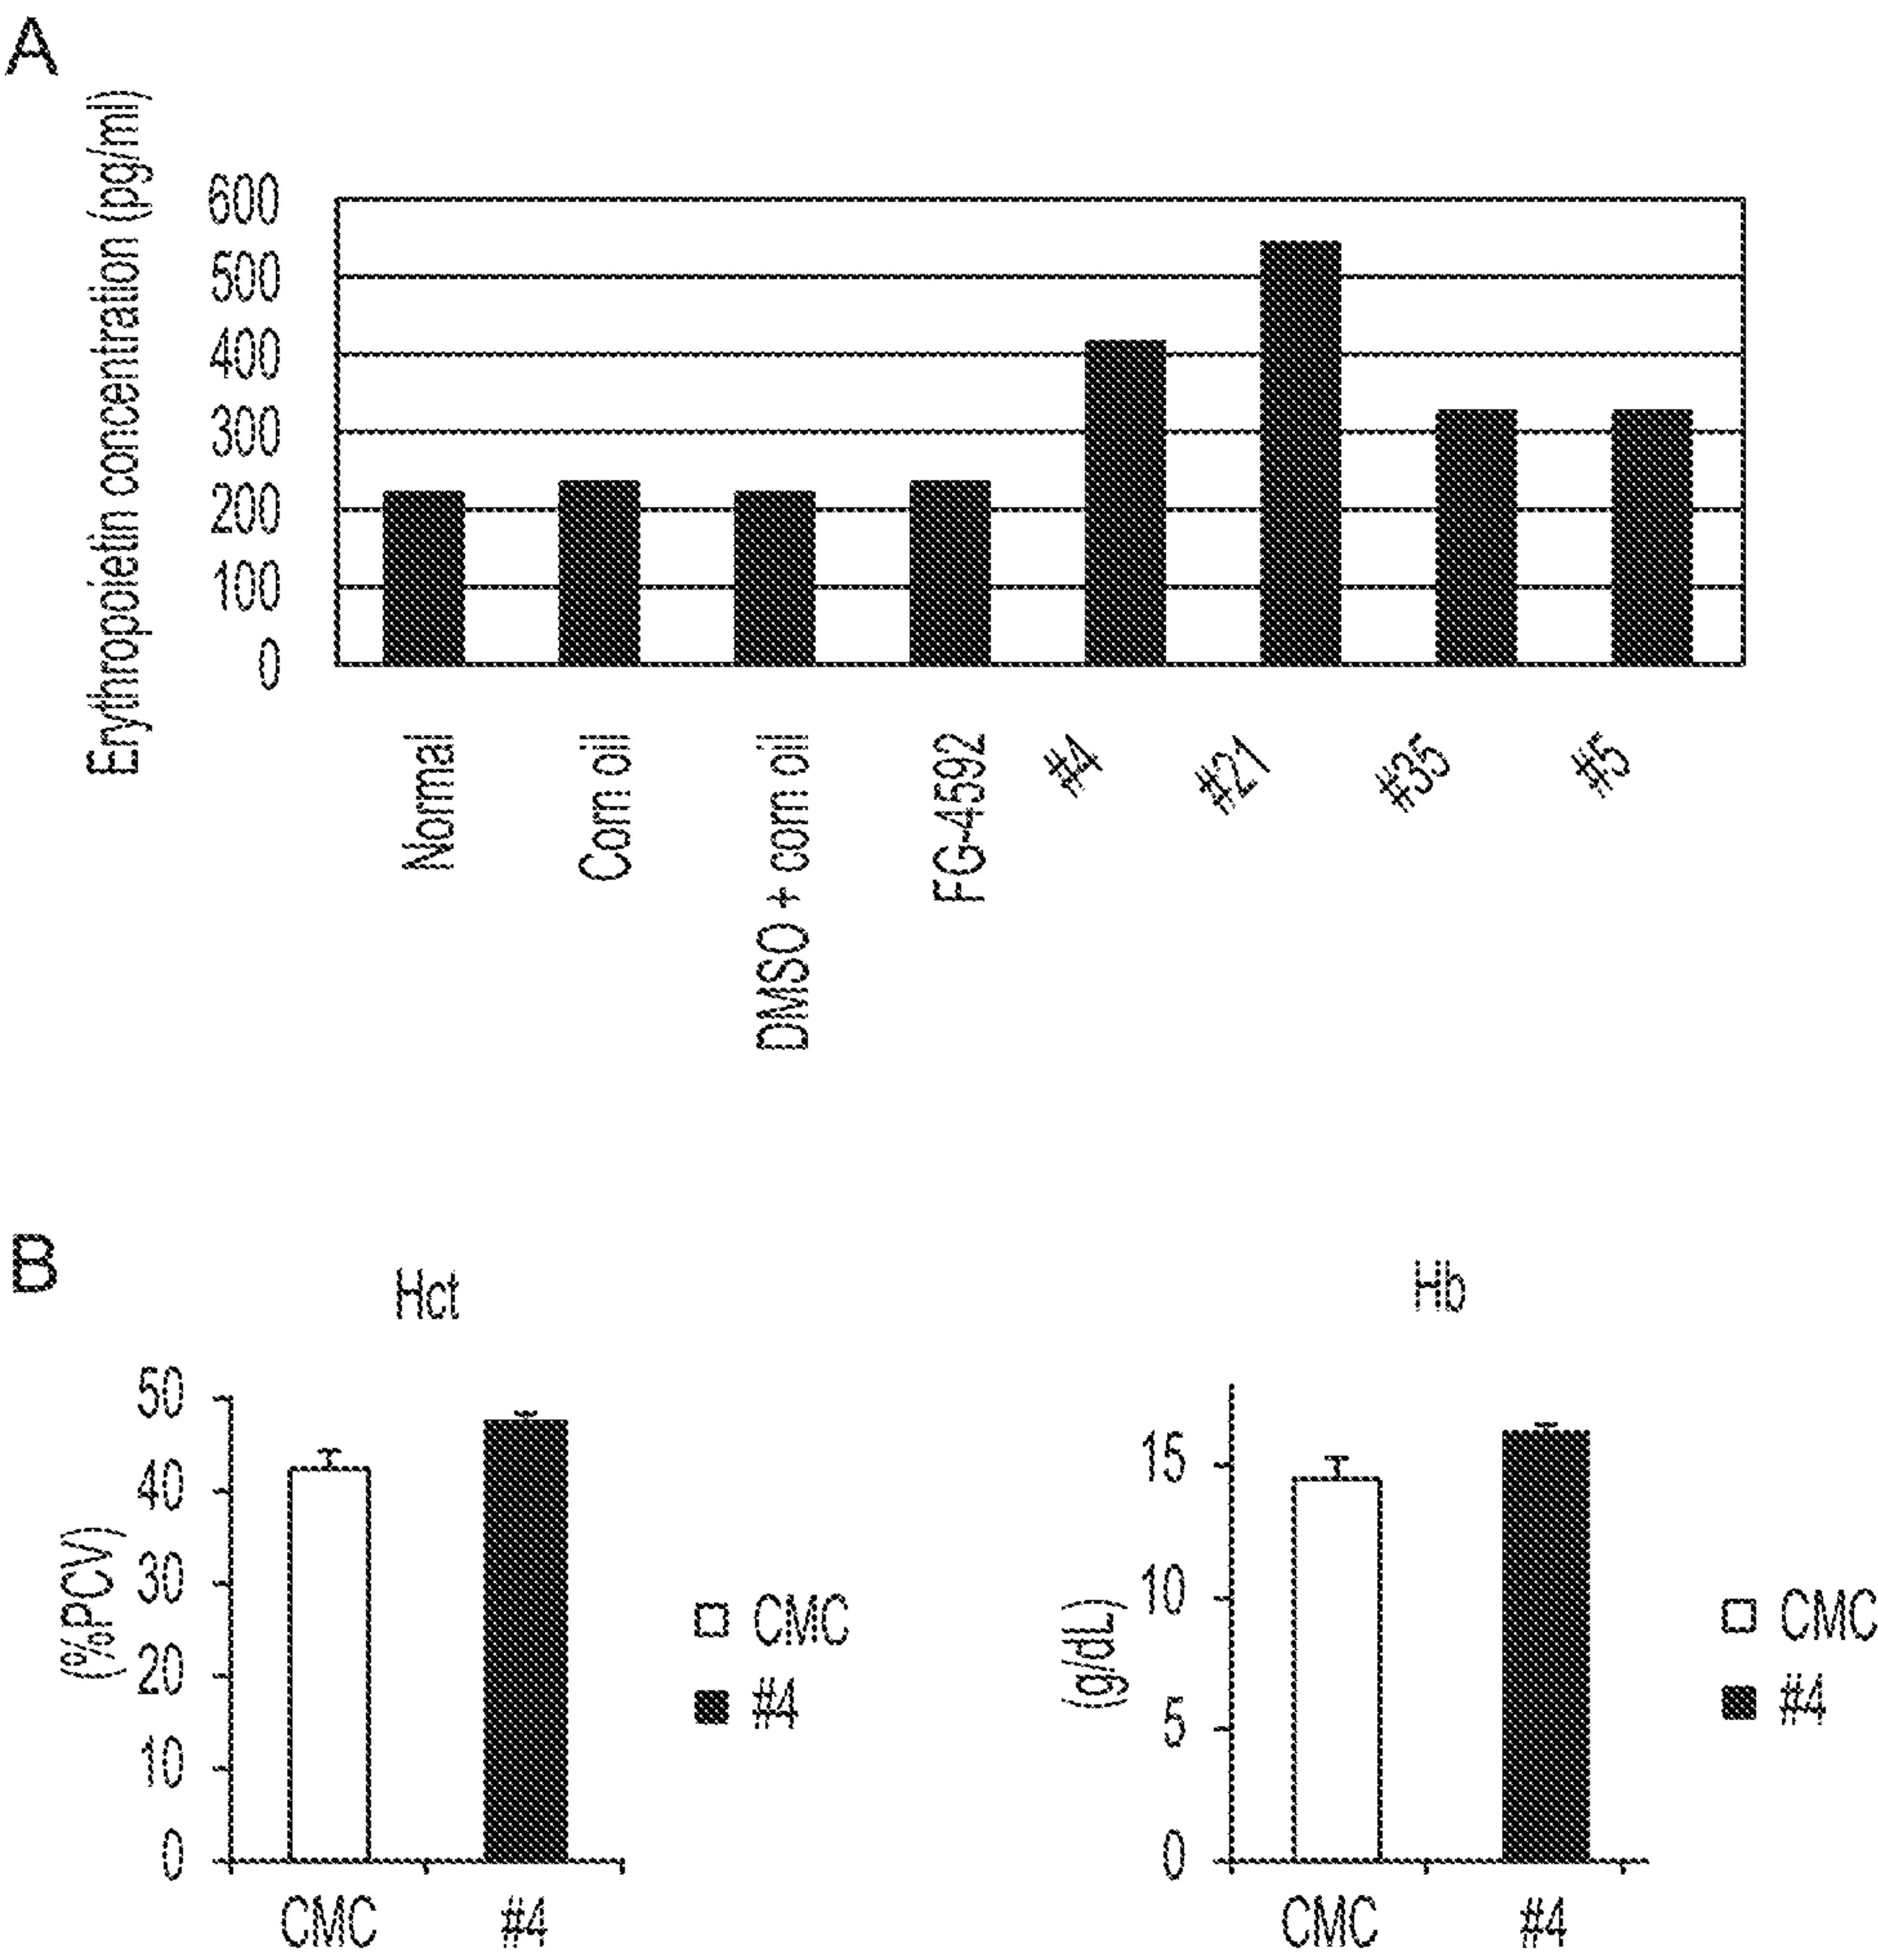 A
Erythropoietin concentration (pg/ml)
600
500
400
300
200
100
0
Normal
Corn oil
DMSO + corn oil
FG-4592
#4
#21
#35
#5
B
Hct
(%PCV)
50
40
30
20
10
0
CMC
#4
CMC
#4
Hb
(g/dL)
15
10
5
0
CMC
#4
CMC
#4